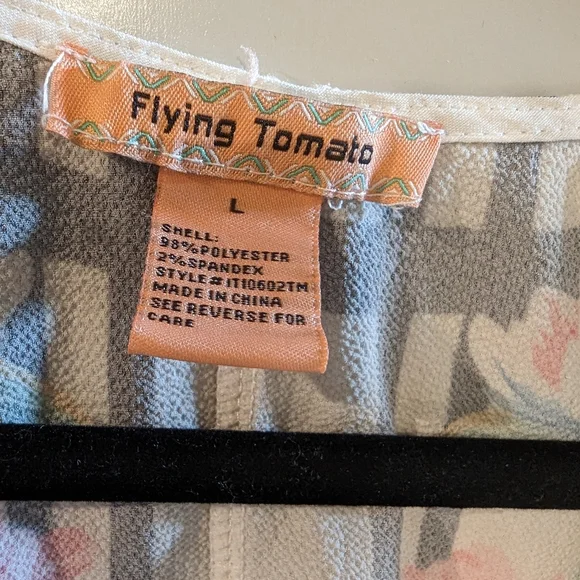 Flying Tomato
L
SHELL:
98%POLYESTER
2%SPANDEX
STYLE#IT10602TM
MADE IN CHINA
SEE REVERSE FOR
CARE